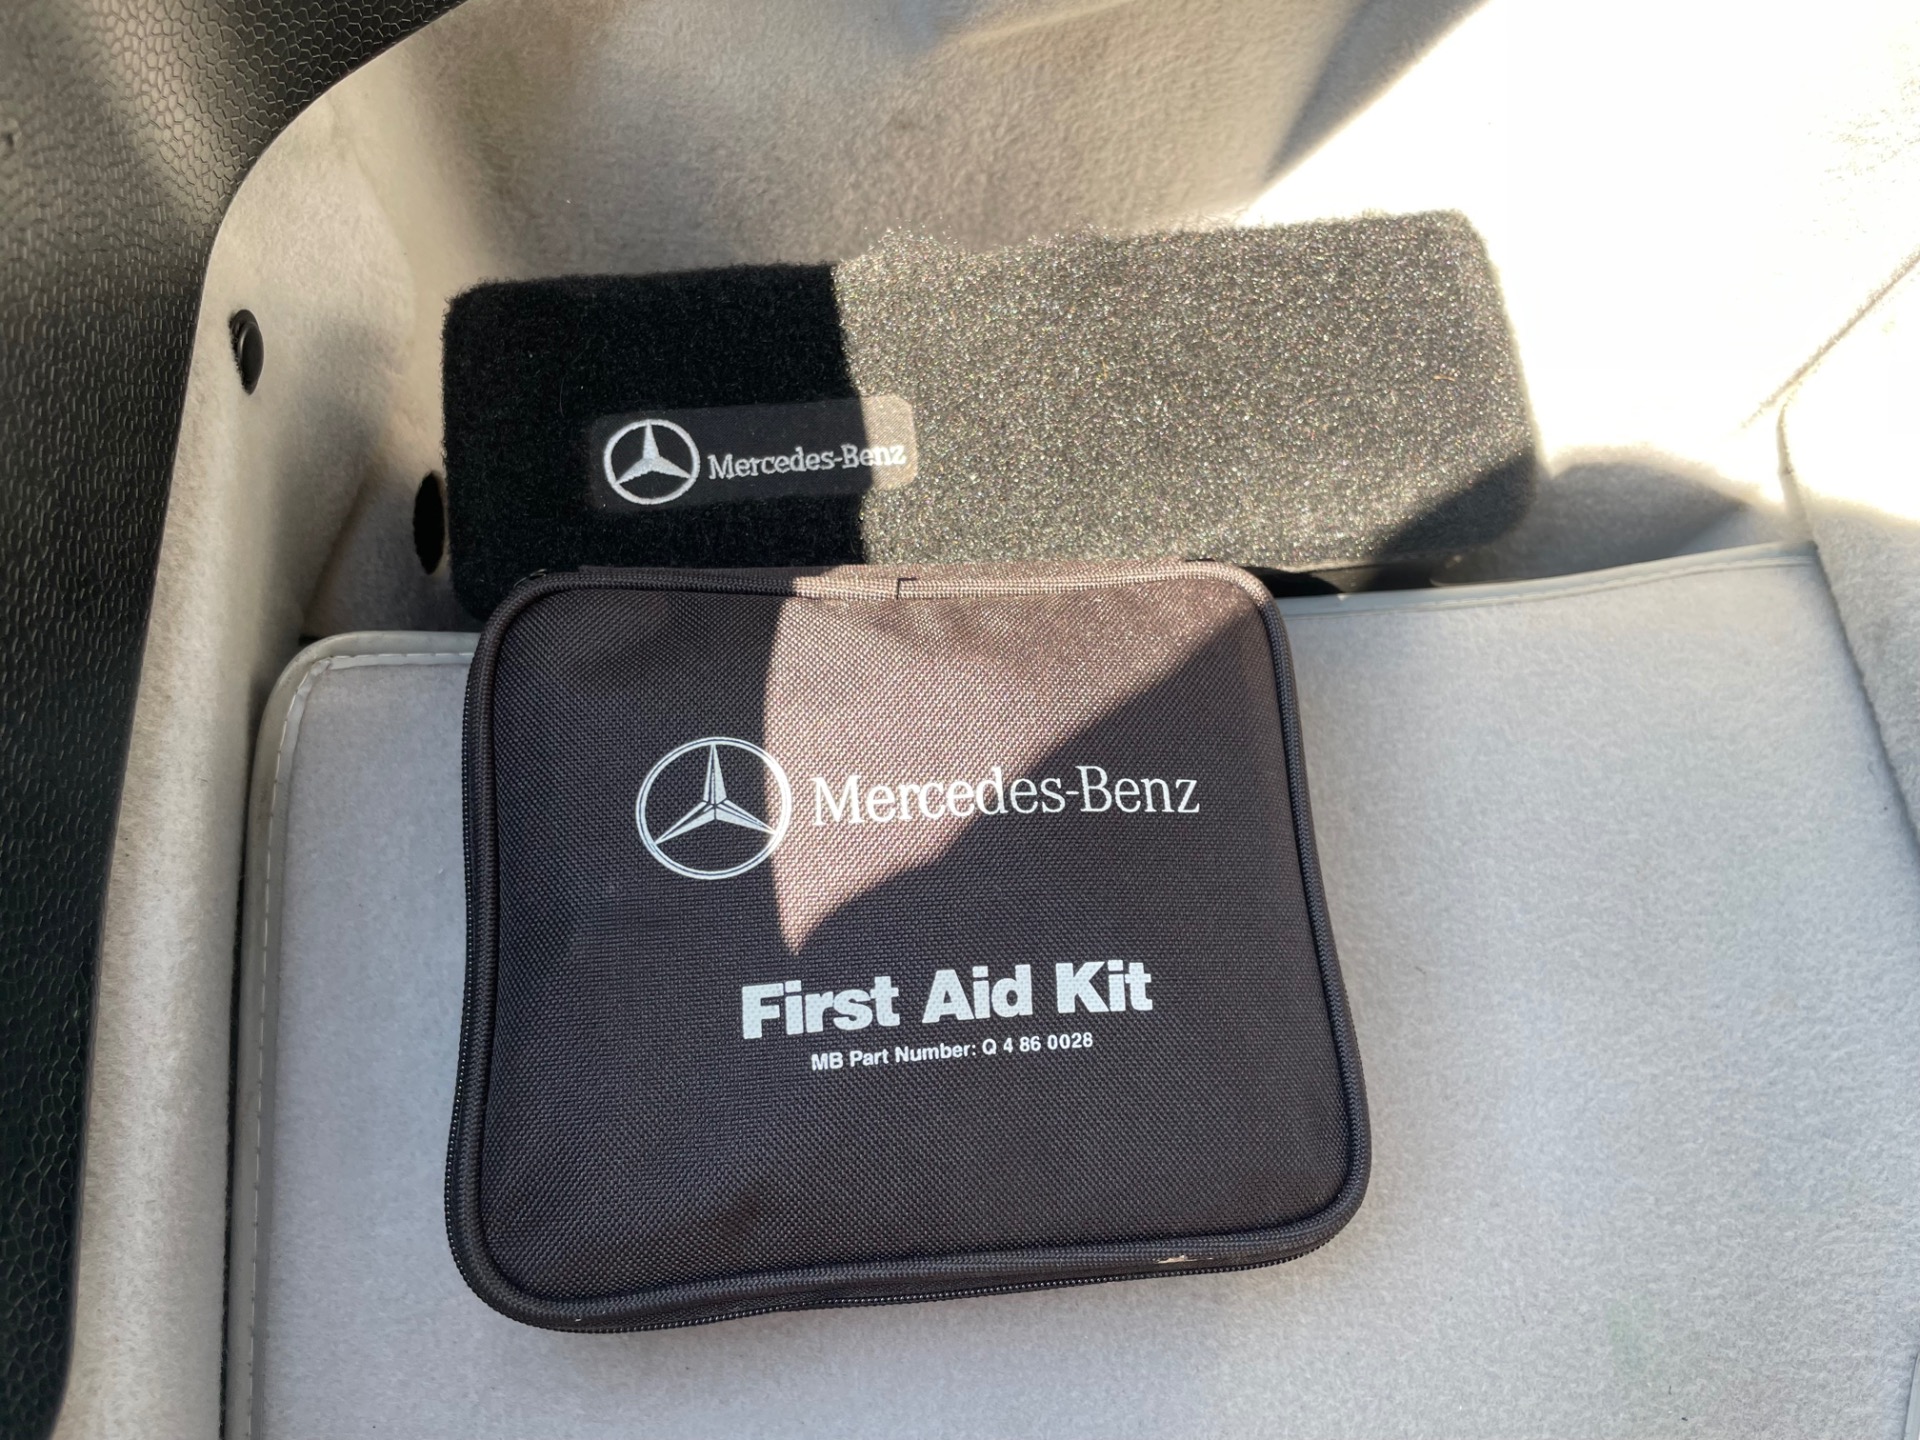 Mercedes-Benz
Mercedes-Benz
First Aid Kit
MB Part Number: Q 4 86 0028